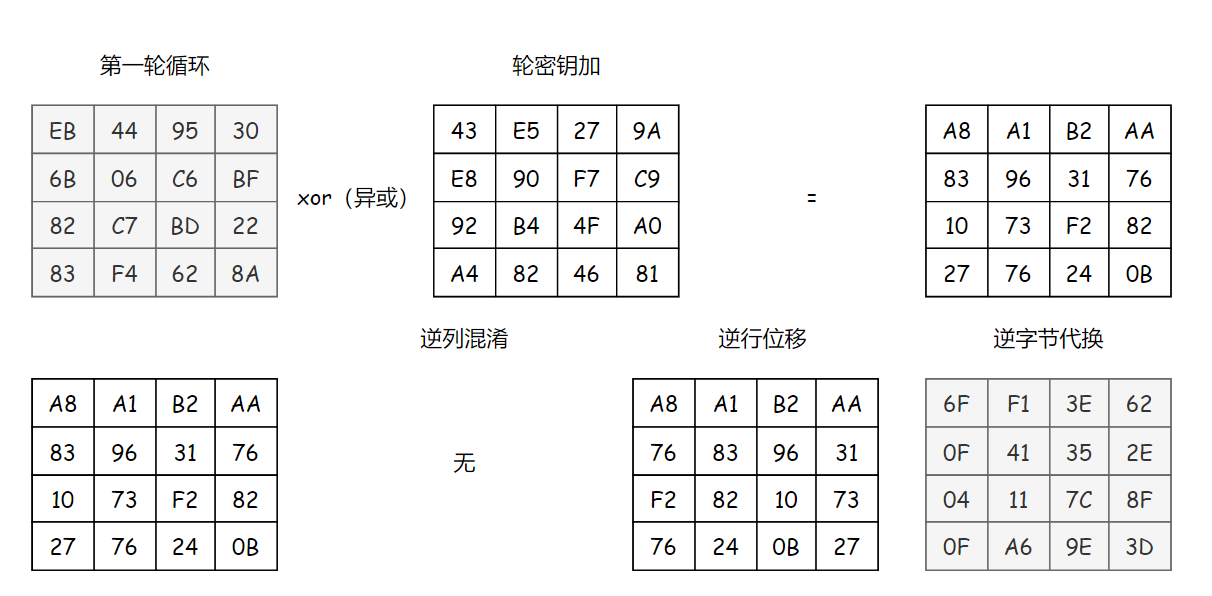 第一轮循环 轮密钥加
EB 44 95 30 43 E5 27 9A A8 A1 B2 AA
6B 06 C6 BF E8 90 F7 C9 83 96 31 76
xor（异或） =
82 C7 BD 22 92 B4 4F A0 10 73 F2 82
83 F4 62 8A A4 82 46 81 27 76 24 0B
逆列混淆 逆行位移 逆字节代换
A8 A1 B2 AA A8 A1 B2 AA 6F F1 3E 62
83 96 31 76 76 83 96 31 0F 41 35 2E
无
10 73 F2 82 F2 82 10 73 04 11 7C 8F
27 76 24 0B 76 24 0B 27 0F A6 9E 3D